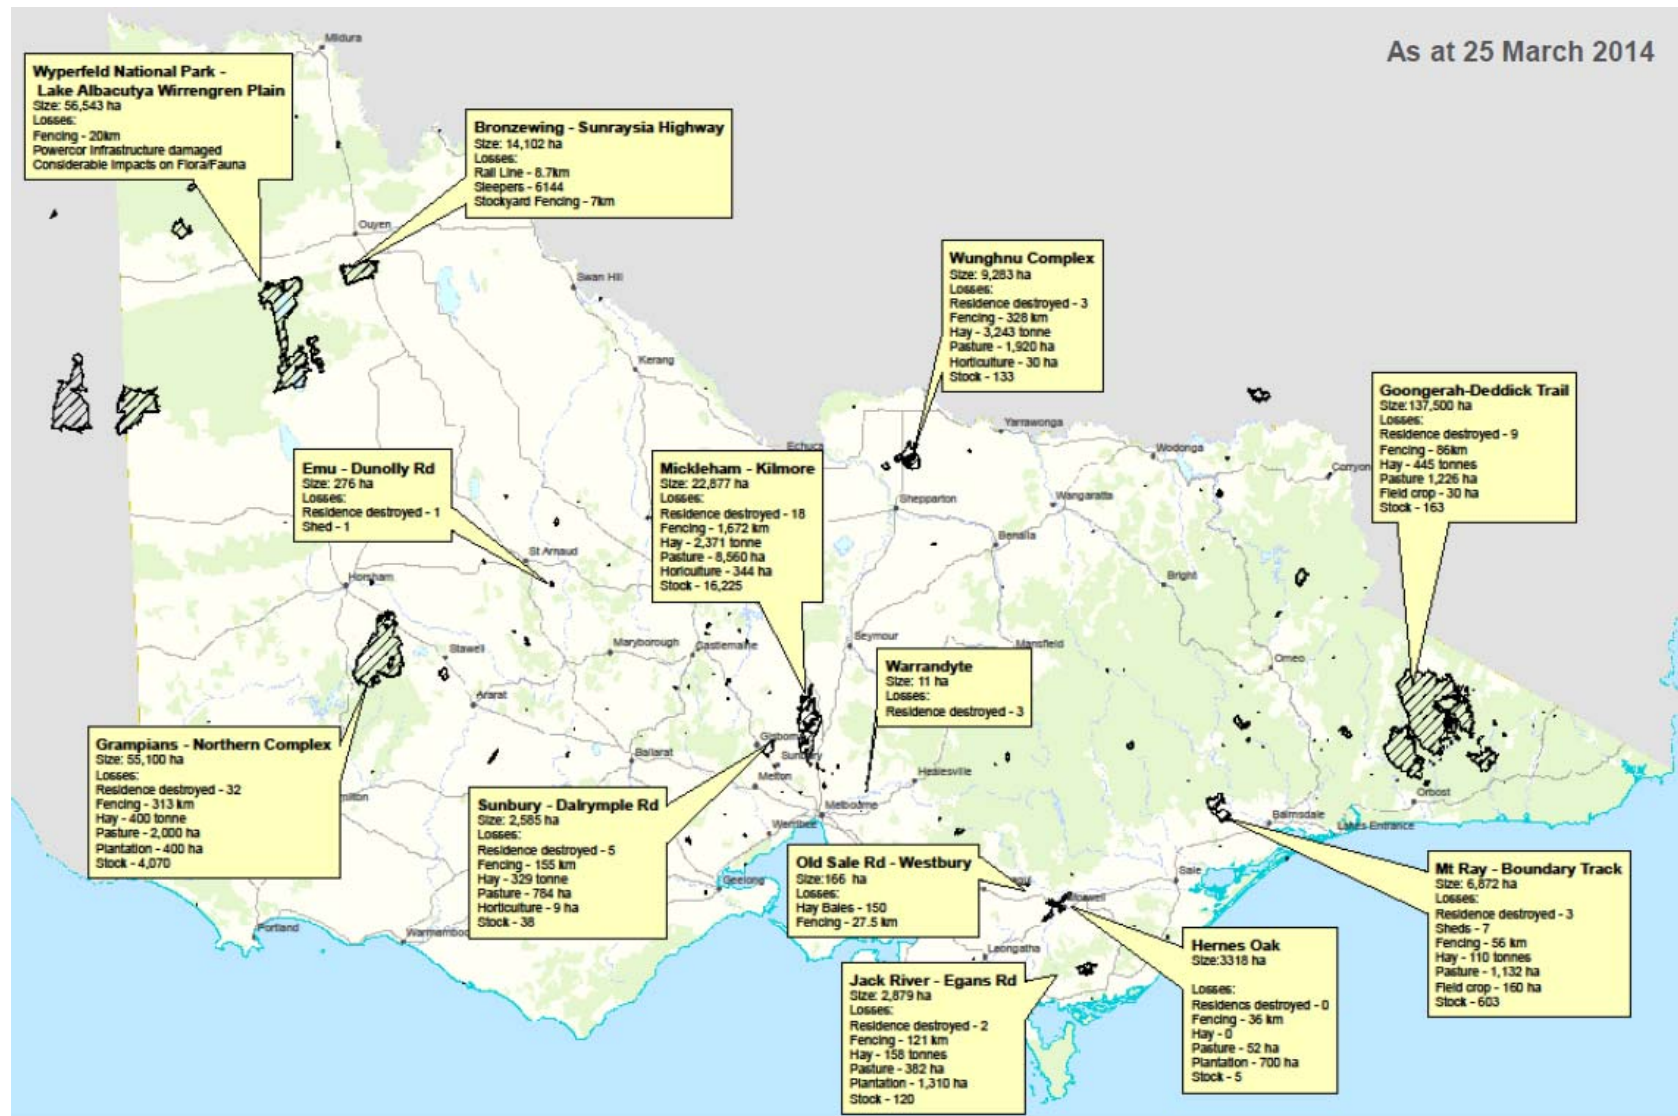 As at 25 March 2014
Mildura
Wyperfeld National Park -
Lake Albacutya Wirrengren Plain
Size: 56,543 ha
Losses:
Fencing - 20km
Powercor Infrastructure damaged
Considerable Impacts on Flora/Fauna
Bronzewing - Sunraysia Highway
Size: 14,102 ha
Losses:
Rail Line - 8.7km
Sleepers - 6144
Stockyard Fencing - 7km
Ouyen
Swan Hill
Kerang
Wunghnu Complex
Size: 9,283 ha
Losses:
Residence destroyed - 3
Fencing - 328 km
Hay - 3,243 tonne
Pasture - 1,920 ha
Horticulture - 30 ha
Stock - 133
Goongerah-Deddick Trail
Size:137,500 ha
Losses:
Residence destroyed - 9
Fencing - 86km
Hay - 445 tonnes
Pasture 1,226 ha
Field crop - 30 ha
Stock - 163
Echuca
Yarrawonga
Wodonga
Corryon
Emu - Dunolly Rd
Size: 276 ha
Losses:
Residence destroyed - 1
Shed - 1
Mickleham - Kilmore
Size: 22,877 ha
Losses:
Residence destroyed - 18
Fencing - 1,672 km
Hay - 2,371 tonne
Pasture - 8,560 ha
Horiculture - 344 ha
Stock - 16,225
Shepparton
Wangaratta
Benalla
St Arnaud
Horsham
Bright
Maryborough
Castlemaine
Seymour
Mansfield
Stawell
Omeo
Ararat
Warrandyte
Size: 11 ha
Losses:
Residence destroyed - 3
Grampians - Northern Complex
Size: 55,100 ha
Losses:
Residence destroyed - 32
Fencing - 313 km
Hay - 400 tonne
Pasture - 2,000 ha
Plantation - 400 ha
Stock - 4,070
Gisborn
Sunbury
Ballarat
Melton
Healesville
milton
Melbourne
Werribee
Orbost
Bairnsdale
Lakes Entrance
Sunbury - Dalrymple Rd
Size: 2,585 ha
Losses:
Residence destroyed - 5
Fencing - 155 km
Hay - 329 tonne
Pasture - 784 ha
Horticulture - 9 ha
Stock - 38
Geelong
Old Sale Rd - Westbury
Size:166 ha
Losses:
Hay Bales - 150
Fencing - 27.5 km
Sale
Mt Ray - Boundary Track
Size: 6,872 ha
Losses:
Residence destroyed - 3
Sheds - 7
Fencing - 56 km
Hay - 110 tonnes
Pasture - 1,132 ha
Field crop - 160 ha
Stock - 603
Portland
Warrnamboo
Leongatha
Hernes Oak
Size:3318 ha
Losses:
Residencs destroyed - 0
Fencing - 36 km
Hay - 0
Pasture - 52 ha
Plantation - 700 ha
Stock - 5
Jack River - Egans Rd
Size: 2,879 ha
Losses:
Residence destroyed - 2
Fencing - 121 km
Hay - 158 tonnes
Pasture - 382 ha
Plantation - 1,310 ha
Stock - 120